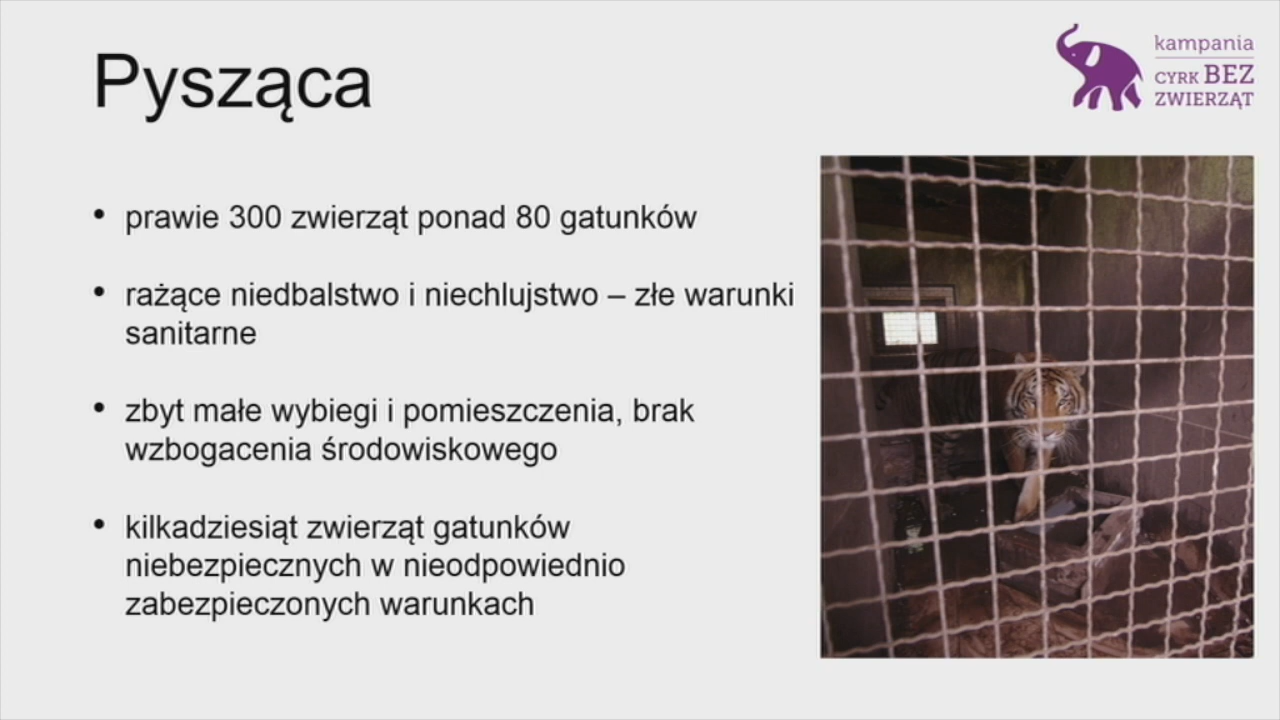 Pysząca
kampania
CYRK BEZ
ZWIERZĄT
• prawie 300 zwierząt ponad 80 gatunków
• rażące niedbalstwo i niechlujstwo – złe warunki
sanitarne
• zbyt małe wybiegi i pomieszczenia, brak
wzbogacenia środowiskowego
• kilkadziesiąt zwierząt gatunków
niebezpiecznych w nieodpowiednio
zabezpieczonych warunkach